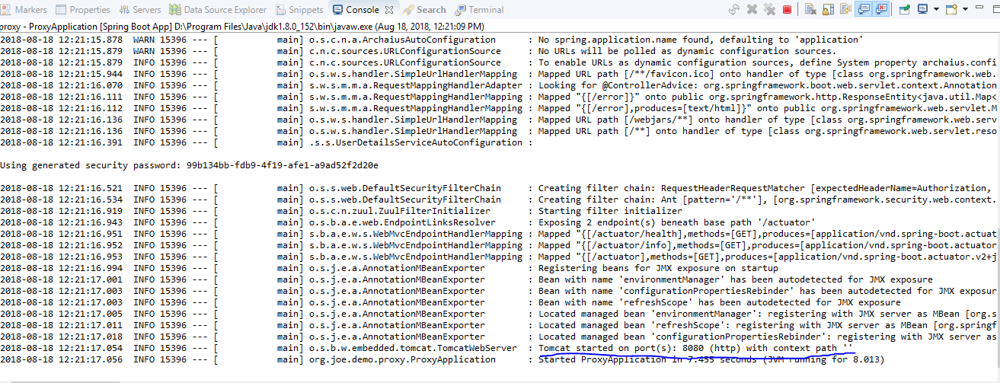 Markers Properties Servers Data Source Explorer Snippets Console Search Terminal
proxy - ProxyApplication [Spring Boot App] D:\Program Files\Java\jdk1.8.0_152\bin\javaw.exe (Aug 18, 2018, 12:21:09 PM)
2018-08-18 12:21:15.878  WARN 15396 --- [           main] o.s.c.n.a.ArchaiusAutoConfiguration      : No spring.application.name found, defaulting to 'application'
2018-08-18 12:21:15.879  WARN 15396 --- [           main] c.n.c.sources.URLConfigurationSource     : No URLs will be polled as dynamic configuration sources.
2018-08-18 12:21:15.879  INFO 15396 --- [           main] c.n.c.sources.URLConfigurationSource     : To enable URLs as dynamic configuration sources, define System property archaius.confi
2018-08-18 12:21:15.944  INFO 15396 --- [           main] o.s.w.s.handler.SimpleUrlHandlerMapping  : Mapped URL path [/**/favicon.ico] onto handler of type [class org.springframework.web.
2018-08-18 12:21:16.070  INFO 15396 --- [           main] s.w.s.m.m.a.RequestMappingHandlerAdapter : Looking for @ControllerAdvice: org.springframework.boot.web.servlet.context.Annotation
2018-08-18 12:21:16.111  INFO 15396 --- [           main] s.w.s.m.m.a.RequestMappingHandlerMapping : Mapped "{[/error]}" onto public org.springframework.http.ResponseEntity<java.util.Map<
2018-08-18 12:21:16.112  INFO 15396 --- [           main] s.w.s.m.m.a.RequestMappingHandlerMapping : Mapped "{[/error],produces=[text/html]}" onto public org.springframework.web.servlet.M
2018-08-18 12:21:16.136  INFO 15396 --- [           main] o.s.w.s.handler.SimpleUrlHandlerMapping  : Mapped URL path [/webjars/**] onto handler of type [class org.springframework.web.serv
2018-08-18 12:21:16.136  INFO 15396 --- [           main] o.s.w.s.handler.SimpleUrlHandlerMapping  : Mapped URL path [/**] onto handler of type [class org.springframework.web.servlet.reso
2018-08-18 12:21:16.391  INFO 15396 --- [           main] .s.s.UserDetailsServiceAutoConfiguration :
Using generated security password: 99b134bb-fdb9-4f19-afe1-a9ad52f2d20e
2018-08-18 12:21:16.521  INFO 15396 --- [           main] o.s.s.web.DefaultSecurityFilterChain     : Creating filter chain: RequestHeaderRequestMatcher [expectedHeaderName=Authorization,
2018-08-18 12:21:16.534  INFO 15396 --- [           main] o.s.s.web.DefaultSecurityFilterChain     : Creating filter chain: Ant [pattern='/**'], [org.springframework.security.web.context.
2018-08-18 12:21:16.919  INFO 15396 --- [           main] o.s.c.n.zuul.ZuulFilterInitializer       : Starting filter initializer
2018-08-18 12:21:16.943  INFO 15396 --- [           main] o.s.b.a.e.web.EndpointLinksResolver      : Exposing 2 endpoint(s) beneath base path '/actuator'
2018-08-18 12:21:16.951  INFO 15396 --- [           main] s.b.a.e.w.s.WebMvcEndpointHandlerMapping : Mapped "{[/actuator/health],methods=[GET],produces=[application/vnd.spring-boot.actuat
2018-08-18 12:21:16.952  INFO 15396 --- [           main] s.b.a.e.w.s.WebMvcEndpointHandlerMapping : Mapped "{[/actuator/info],methods=[GET],produces=[application/vnd.spring-boot.actuator
2018-08-18 12:21:16.953  INFO 15396 --- [           main] s.b.a.e.w.s.WebMvcEndpointHandlerMapping : Mapped "{[/actuator],methods=[GET],produces=[application/vnd.spring-boot.actuator.v2+j
2018-08-18 12:21:16.994  INFO 15396 --- [           main] o.s.j.e.a.AnnotationMBeanExporter        : Registering beans for JMX exposure on startup
2018-08-18 12:21:17.001  INFO 15396 --- [           main] o.s.j.e.a.AnnotationMBeanExporter        : Bean with name 'environmentManager' has been autodetected for JMX exposure
2018-08-18 12:21:17.003  INFO 15396 --- [           main] o.s.j.e.a.AnnotationMBeanExporter        : Bean with name 'configurationPropertiesRebinder' has been autodetected for JMX exposur
2018-08-18 12:21:17.003  INFO 15396 --- [           main] o.s.j.e.a.AnnotationMBeanExporter        : Bean with name 'refreshScope' has been autodetected for JMX exposure
2018-08-18 12:21:17.005  INFO 15396 --- [           main] o.s.j.e.a.AnnotationMBeanExporter        : Located managed bean 'environmentManager': registering with JMX server as MBean [org.s
2018-08-18 12:21:17.011  INFO 15396 --- [           main] o.s.j.e.a.AnnotationMBeanExporter        : Located managed bean 'refreshScope': registering with JMX server as MBean [org.springf
2018-08-18 12:21:17.018  INFO 15396 --- [           main] o.s.j.e.a.AnnotationMBeanExporter        : Located managed bean 'configurationPropertiesRebinder': registering with JMX server as
2018-08-18 12:21:17.054  INFO 15396 --- [           main] o.s.b.w.embedded.tomcat.TomcatWebServer  : Tomcat started on port(s): 8080 (http) with context path ''
2018-08-18 12:21:17.056  INFO 15396 --- [           main] org.joe.demo.proxy.ProxyApplication      : Started ProxyApplication in 7.455 seconds (JVM running for 8.013)